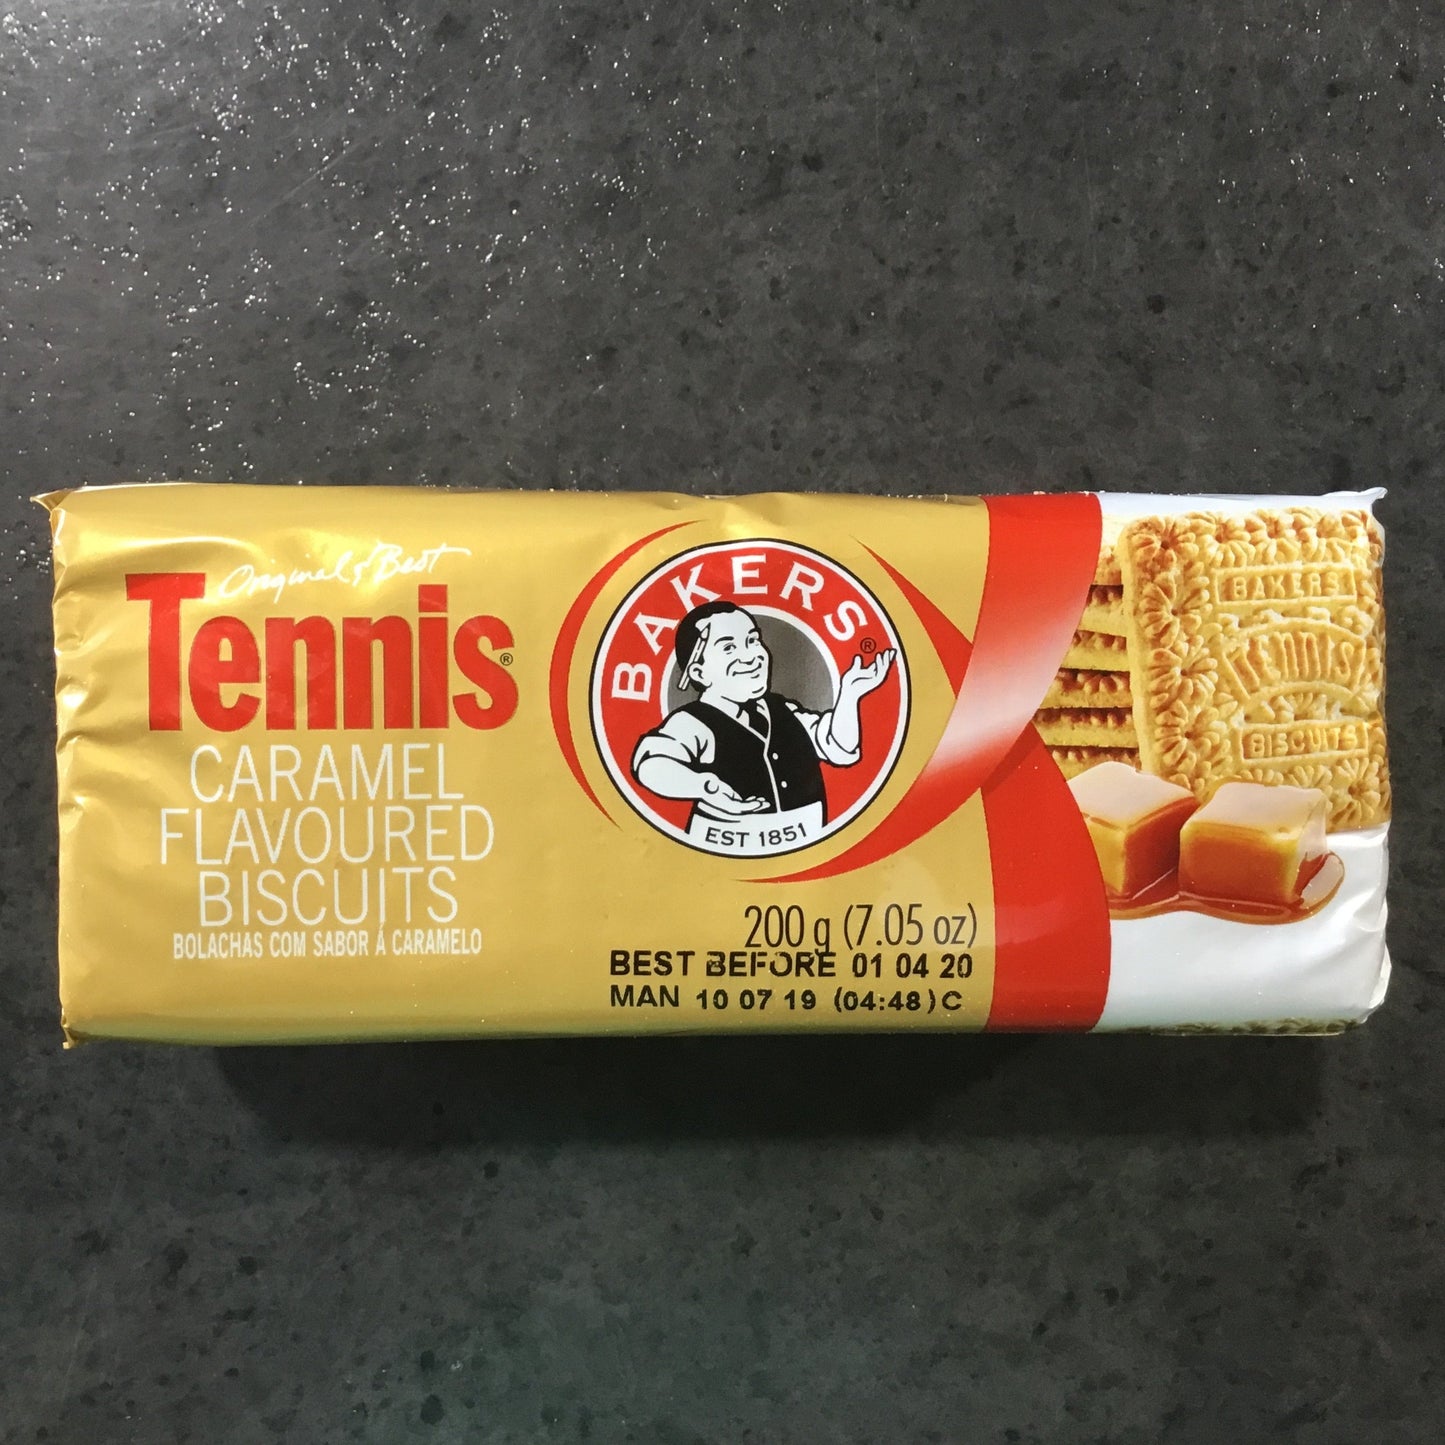 Original & Best
Tennis®
CARAMEL
FLAVOURED
BISCUITS
BOLACHAS COM SABOR Á CARAMELO
BAKERS®
EST 1851
200 g (7.05 oz)
BEST BEFORE 01 04 20
MAN 10 07 19 (04:48)C
BAKERS
TENNIS
BISCUITS